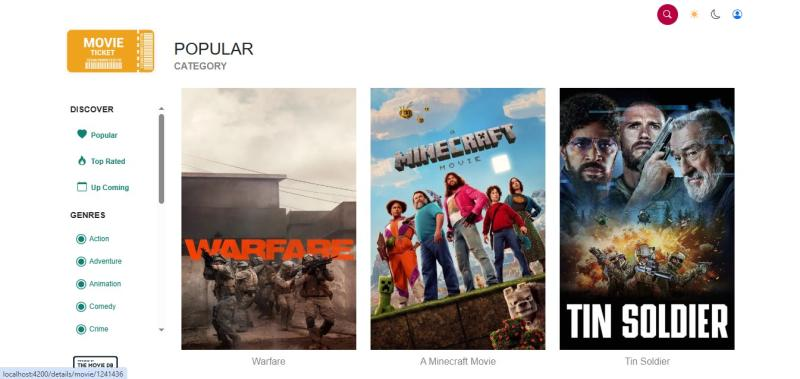 MOVIE
TICKET
POPULAR
CATEGORY
DISCOVER
Popular
Top Rated
Up Coming
GENRES
Action
Adventure
Animation
Comedy
Crime
THE MOVIE DB
WARFARE
MINECRAFT
MOVIE
TIN SOLDIER
Warfare
A Minecraft Movie
Tin Soldier
localhost:4200/details/movie/1241436